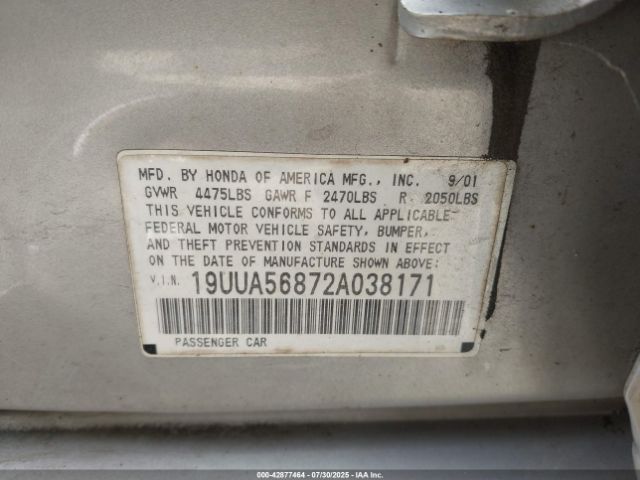 MFD. BY HONDA OF AMERICA MFG., INC. 9/01
GVWR 4475LBS GAWR F 2470LBS R 2050LBS
THIS VEHICLE CONFORMS TO ALL APPLICABLE
FEDERAL MOTOR VEHICLE SAFETY, BUMPER,
AND THEFT PREVENTION STANDARDS IN EFFECT
ON THE DATE OF MANUFACTURE SHOWN ABOVE:
V.I.N. 19UUA56872A038171
PASSENGER CAR
000-42877464 | 07/30/2025 - IAA Inc.